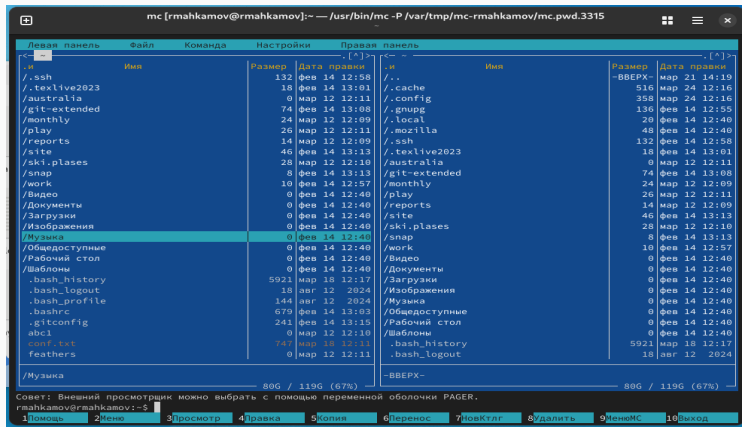 mc [rmahkamov@rmahkamov]:~ — /usr/bin/mc -P /var/tmp/mc-rmahkamov/mc.pwd.3315
Левая панель Файл Команда Настройки Правая панель
<- ~ .[^]> <- ~ .[^]>
.и Имя Размер Дата правки .и Имя Размер Дата правки
/.ssh 132 фев 14 12:58 /.. -ВВЕРХ- мар 21 14:19
/.texlive2023 18 фев 14 13:01 /.cache 516 мар 24 12:16
/australia 0 мар 12 12:11 /.config 358 мар 24 12:16
/git-extended 74 фев 14 13:08 /.gnupg 136 фев 14 12:55
/monthly 24 мар 12 12:09 /.local 20 фев 14 12:40
/play 26 мар 12 12:11 /.mozilla 48 фев 14 12:40
/reports 14 мар 12 12:09 /.ssh 132 фев 14 12:58
/site 46 фев 14 13:13 /.texlive2023 18 фев 14 13:01
/ski.plases 28 мар 12 12:10 /australia 0 мар 12 12:11
/snap 8 фев 14 13:13 /git-extended 74 фев 14 13:08
/work 10 фев 14 12:57 /monthly 24 мар 12 12:09
/Видео 0 фев 14 12:40 /play 26 мар 12 12:11
/Документы 0 фев 14 12:40 /reports 14 мар 12 12:09
/Загрузки 0 фев 14 12:40 /site 46 фев 14 13:13
/Изображения 0 фев 14 12:40 /ski.plases 28 мар 12 12:10
/Музыка 0 фев 14 12:40 /snap 8 фев 14 13:13
/Общедоступные 0 фев 14 12:40 /work 10 фев 14 12:57
/Рабочий стол 0 фев 14 12:40 /Видео 0 фев 14 12:40
/Шаблоны 0 фев 14 12:40 /Документы 0 фев 14 12:40
.bash_history 5921 мар 18 12:17 /Загрузки 0 фев 14 12:40
.bash_logout 18 авг 12 2024 /Изображения 0 фев 14 12:40
.bash_profile 144 авг 12 2024 /Музыка 0 фев 14 12:40
.bashrc 679 фев 14 13:03 /Общедоступные 0 фев 14 12:40
.gitconfig 241 фев 14 13:15 /Рабочий стол 0 фев 14 12:40
abc1 0 мар 12 12:10 /Шаблоны 0 фев 14 12:40
conf.txt 747 мар 18 12:11 .bash_history 5921 мар 18 12:17
feathers 0 мар 12 12:11 .bash_logout 18 авг 12 2024
/Музыка -ВВЕРХ-
80G / 119G (67%) 80G / 119G (67%)
Совет: Внешний просмотрщик можно выбрать с помощью переменной оболочки PAGER.
rmahkamov@rmahkamov:~$
1Помощь 2Меню 3Просмотр 4Правка 5Копия 6Перенос 7НовКтлг 8Удалить 9МенюМС 10Выход